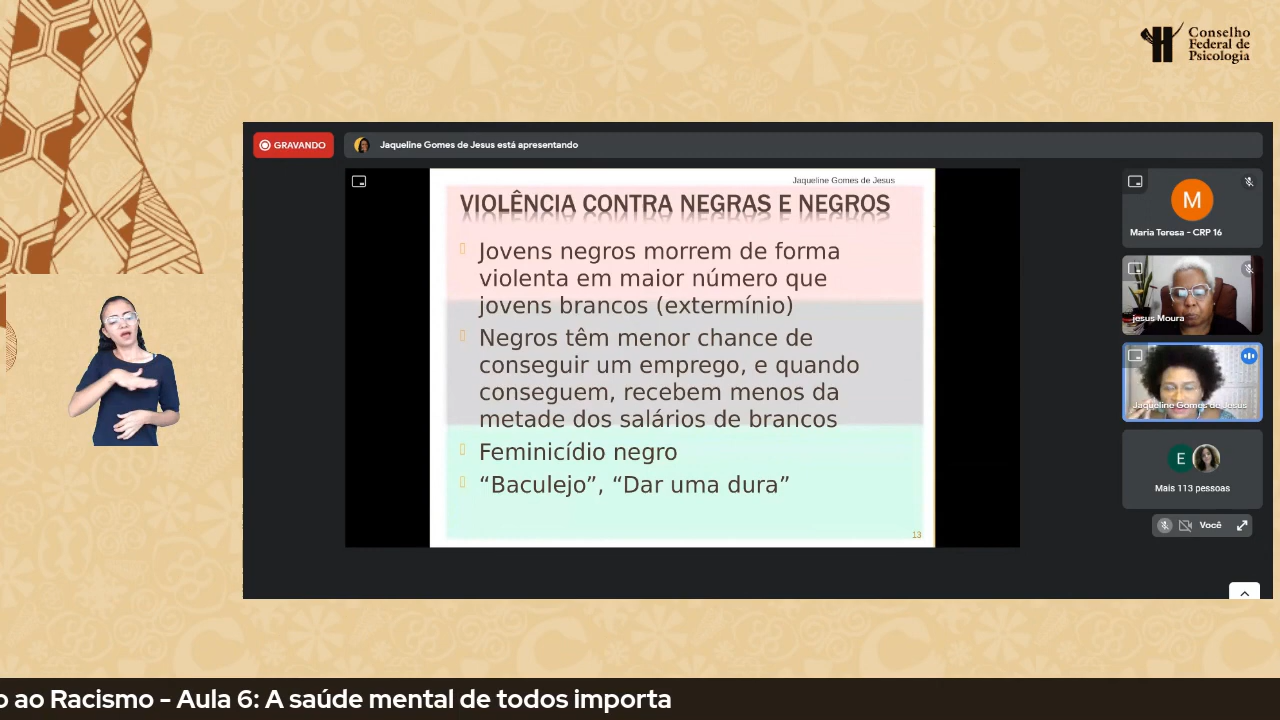 Conselho
Federal de
Psicologia
GRAVANDO
Jaqueline Gomes de Jesus está apresentando
Jaqueline Gomes de Jesus
VIOLÊNCIA CONTRA NEGRAS E NEGROS
Jovens negros morrem de forma
violenta em maior número que
jovens brancos (extermínio)
Negros têm menor chance de
conseguir um emprego, e quando
conseguem, recebem menos da
metade dos salários de brancos
Feminicídio negro
“Baculejo”, “Dar uma dura”
13
M
Maria Teresa - CRP 16
jesus Moura
Jaqueline Gomes de Jesus
E
Mais 113 pessoas
Você
o ao Racismo - Aula 6: A saúde mental de todos importa